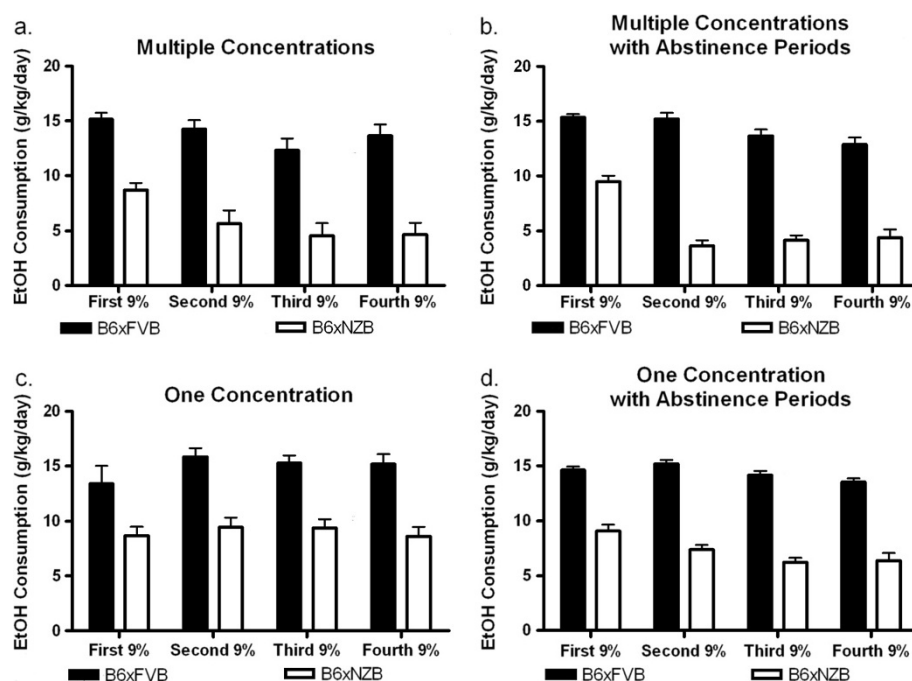 a.
Multiple Concentrations
EtOH Consumption (g/kg/day)
20
15
10
5
0
First 9% Second 9% Third 9% Fourth 9%
B6xFVB B6xNZB
b.
Multiple Concentrations
with Abstinence Periods
EtOH Consumption (g/kg/day)
20
15
10
5
0
First 9% Second 9% Third 9% Fourth 9%
B6xFVB B6xNZB
c.
One Concentration
EtOH Consumption (g/kg/day)
20
15
10
5
0
First 9% Second 9% Third 9% Fourth 9%
B6xFVB B6xNZB
d.
One Concentration
with Abstinence Periods
EtOH Consumption (g/kg/day)
20
15
10
5
0
First 9% Second 9% Third 9% Fourth 9%
B6xFVB B6xNZB